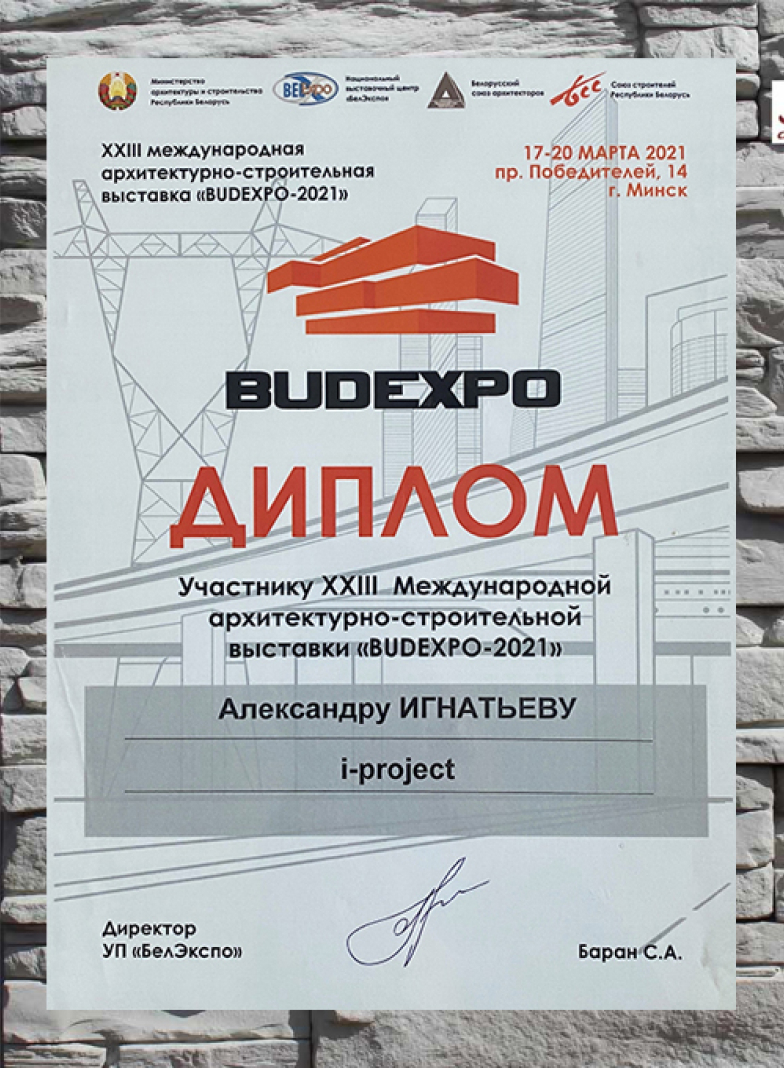 Министерство
архитектуры и строительства
Республики Беларусь
БЕЛ
Национальный
выставочный центр
«БелЭкспо»
Белорусский
союз архитекторов
бсс
Союз строителей
Республики Беларусь
XXIII международная
архитектурно-строительная
выставка «BUDEXPO-2021»
17-20 МАРТА 2021
пр. Победителей, 14
г. Минск
BUDEXPO
ДИПЛОМ
Участнику XXIII Международной
архитектурно-строительной
выставки «BUDEXPO-2021»
Александру ИГНАТЬЕВУ
i-project
Директор
УП «БелЭкспо»
Баран С.А.